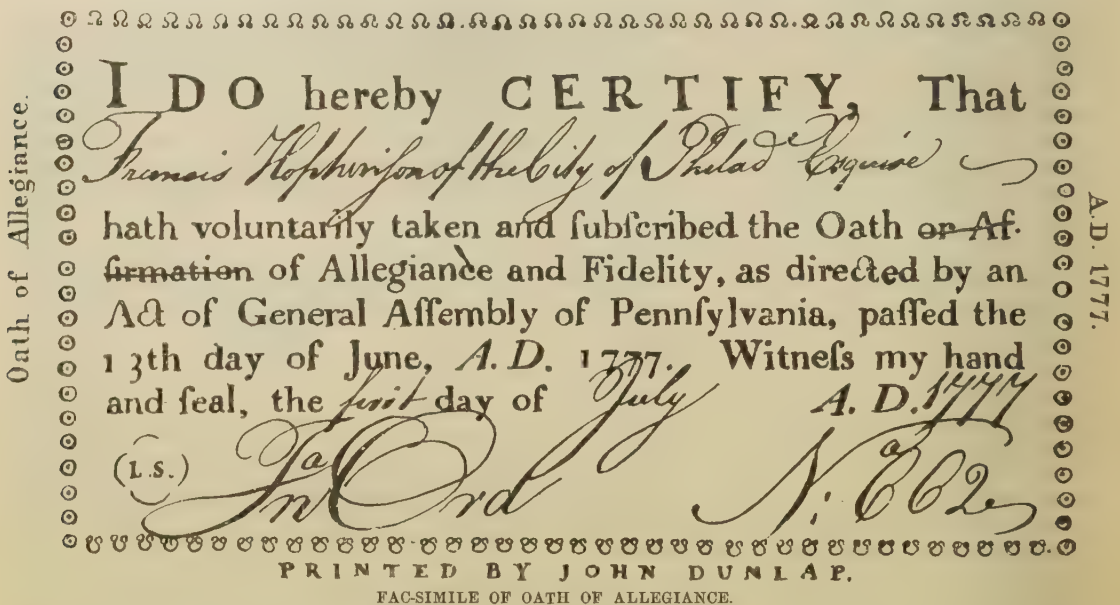 Oath of Allegiance.
I DO hereby CERTIFY, That
Francis Hopkinſon of the City of Philad^a Eſquire
hath voluntarily taken and ſubſcribed the Oath or Af-
firmation of Allegiance and Fidelity, as directed by an
Act of General Aſſembly of Pennſylvania, paſſed the
13th day of June, A. D. 1777. Witneſs my hand
and ſeal, the firſt day of July A. D. 1777
(L.S.) Jn Ord N:
PRINTED BY JOHN DUNLAP.
FAC-SIMILE OF OATH OF ALLEGIANCE.
A.D. 1777.